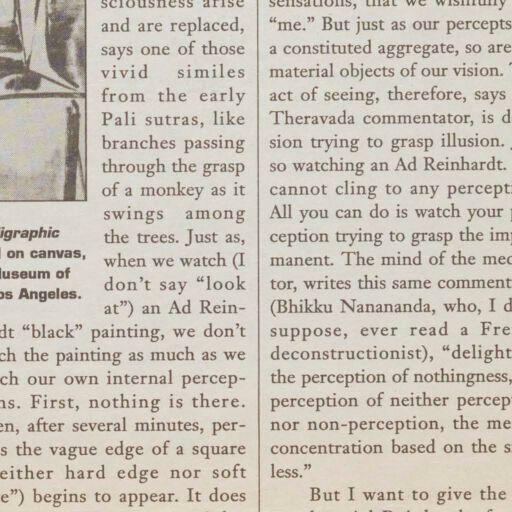 sciousness arise
and are replaced,
says one of those
vivid similes
from the early
Pali sutras, like
branches passing
through the grasp
of a monkey as it
swings among
the trees. Just as,
when we watch (I
don't say "look
at") an Ad Rein-
dt "black" painting, we don't
ch the painting as much as we
ch our own internal percep-
ns. First, nothing is there.
en, after several minutes, per-
s the vague edge of a square
either hard edge nor soft
e") begins to appear. It does
igraphic
l on canvas,
Museum of
os Angeles.
sensations, that we wishfully
"me." But just as our percepts
a constituted aggregate, so are
material objects of our vision.
act of seeing, therefore, says
Theravada commentator, is d
sion trying to grasp illusion.
so watching an Ad Reinhardt.
cannot cling to any percepti
All you can do is watch your
ception trying to grasp the im
manent. The mind of the med
tor, writes this same comment
(Bhikku Nanananda, who, I d
suppose, ever read a Fre
deconstructionist), "delight
the perception of nothingness,
perception of neither percep
nor non-perception, the me
concentration based on the s
less."
But I want to give the